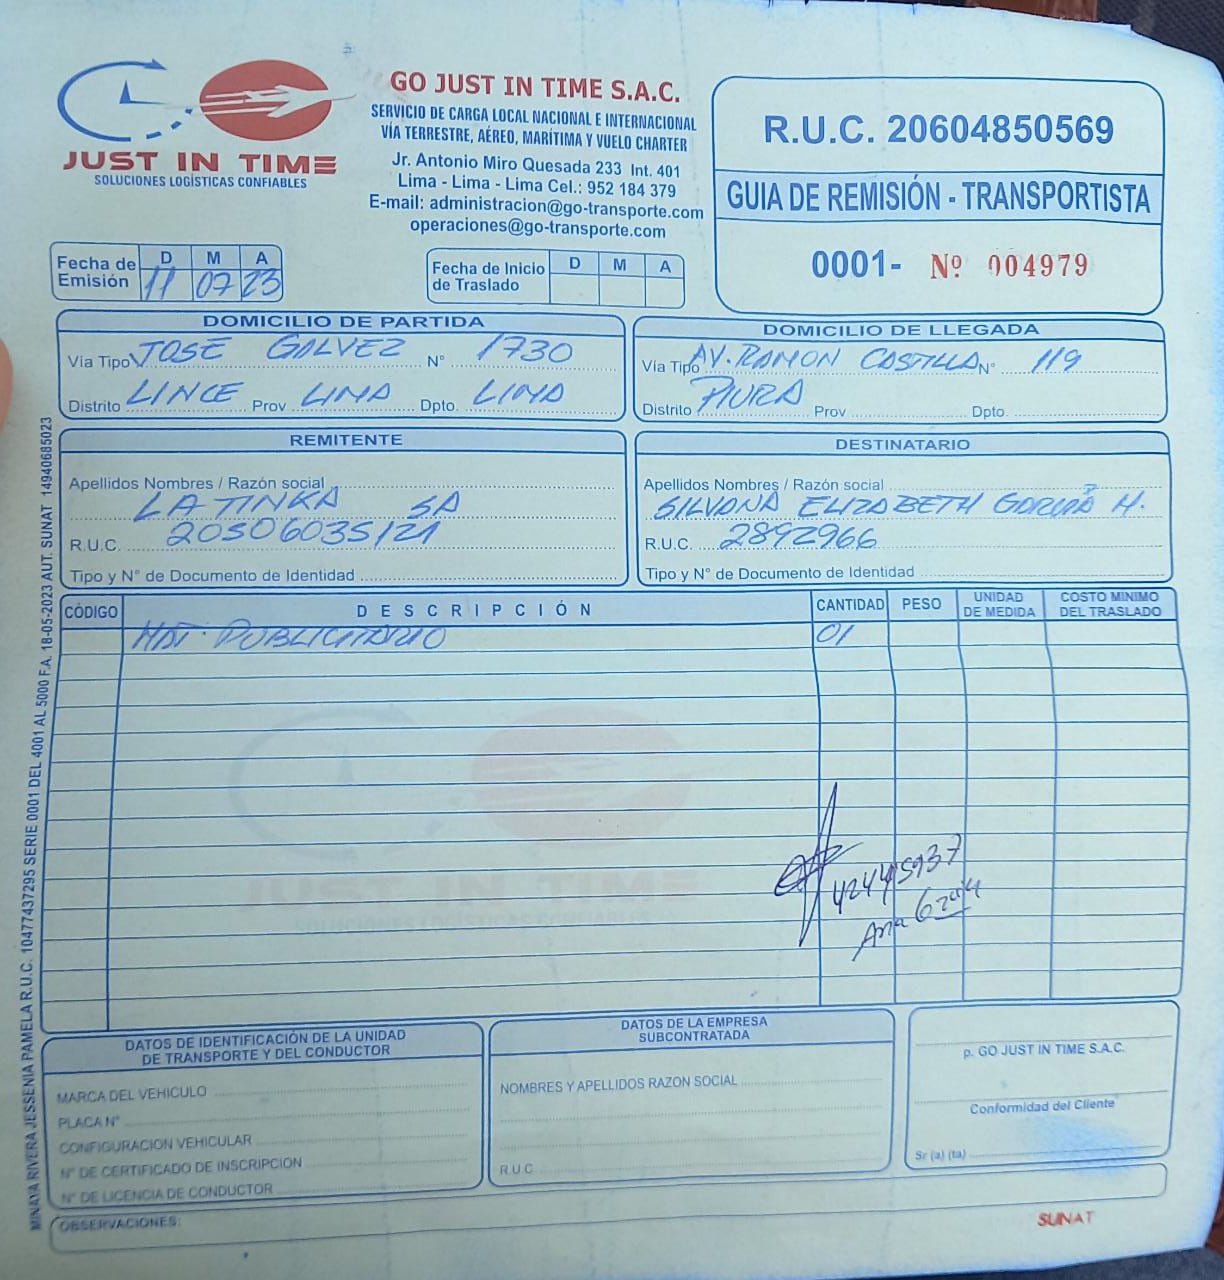 JUST IN TIME
SOLUCIONES LOGÍSTICAS CONFIABLES
GO JUST IN TIME S.A.C.
SERVICIO DE CARGA LOCAL NACIONAL E INTERNACIONAL
VÍA TERRESTRE, AÉREO, MARÍTIMA Y VUELO CHARTER
Jr. Antonio Miro Quesada 233 Int. 401
Lima - Lima - Lima Cel.: 952 184 379
E-mail: administracion@go-transporte.com
operaciones@go-transporte.com
R.U.C. 20604850569
GUIA DE REMISIÓN - TRANSPORTISTA
0001- Nº 004979
Fecha de Emisión D M A
11 07 23
Fecha de Inicio de Traslado D M A
DOMICILIO DE PARTIDA
Vía Tipo JOSE GALVEZ N° 1730
Distrito LINCE Prov LIMA Dpto. LIMA
DOMICILIO DE LLEGADA
Vía Tipo AV. RAMON CASTILLA N° 119
Distrito PIURA Prov Dpto.
REMITENTE
Apellidos Nombres / Razón social
LA TINKA SA
R.U.C. 20506035121
Tipo y N° de Documento de Identidad
DESTINATARIO
Apellidos Nombres / Razón social
SILVANA ELIZABETH GARCIA H.
R.U.C. 2892966
Tipo y N° de Documento de Identidad
CÓDIGO DESCRIPCIÓN CANTIDAD PESO UNIDAD DE MEDIDA COSTO MINIMO DEL TRASLADO
MAT. PUBLICITARIO 01
JUST IN TIME
SOLUCIONES LOGÍSTICAS CONFIABLES
42445937
Ana
DATOS DE IDENTIFICACIÓN DE LA UNIDAD
DE TRANSPORTE Y DEL CONDUCTOR
MARCA DEL VEHICULO
PLACA N°
CONFIGURACION VEHICULAR
N° DE CERTIFICADO DE INSCRIPCION
N° DE LICENCIA DE CONDUCTOR
DATOS DE LA EMPRESA
SUBCONTRATADA
NOMBRES Y APELLIDOS RAZON SOCIAL
R.U.C.
p. GO JUST IN TIME S.A.C.
Conformidad del Cliente
Sr (a) (ta)
OBSERVACIONES:
SUNAT
MINAYA RIVERA JESSENIA PAMELA R.U.C. 10477437295 SERIE 0001 DEL 4001 AL 5000 F.A. 18-05-2023 AUT. SUNAT 14940685023